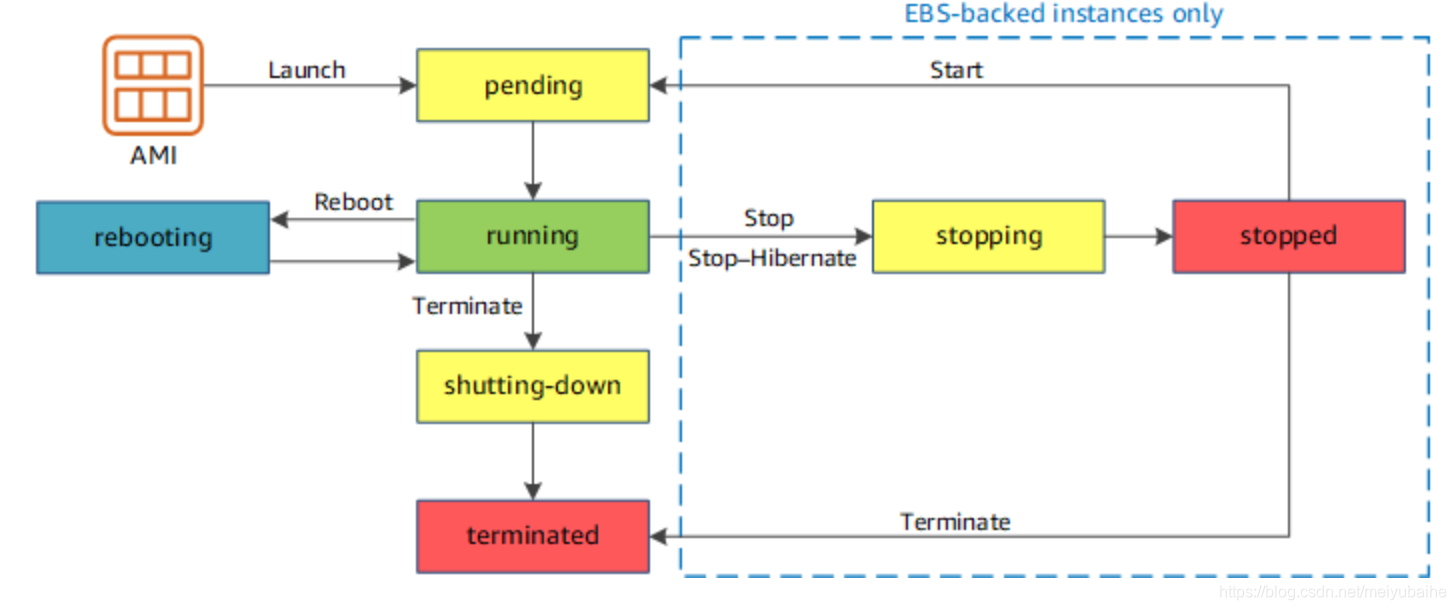 EBS-backed instances only
Launch
pending
Start
AMI
rebooting
Reboot
running
Stop
Stop–Hibernate
stopping
stopped
Terminate
shutting-down
terminated
Terminate
https://blog.csdn.net/meiyubaihe